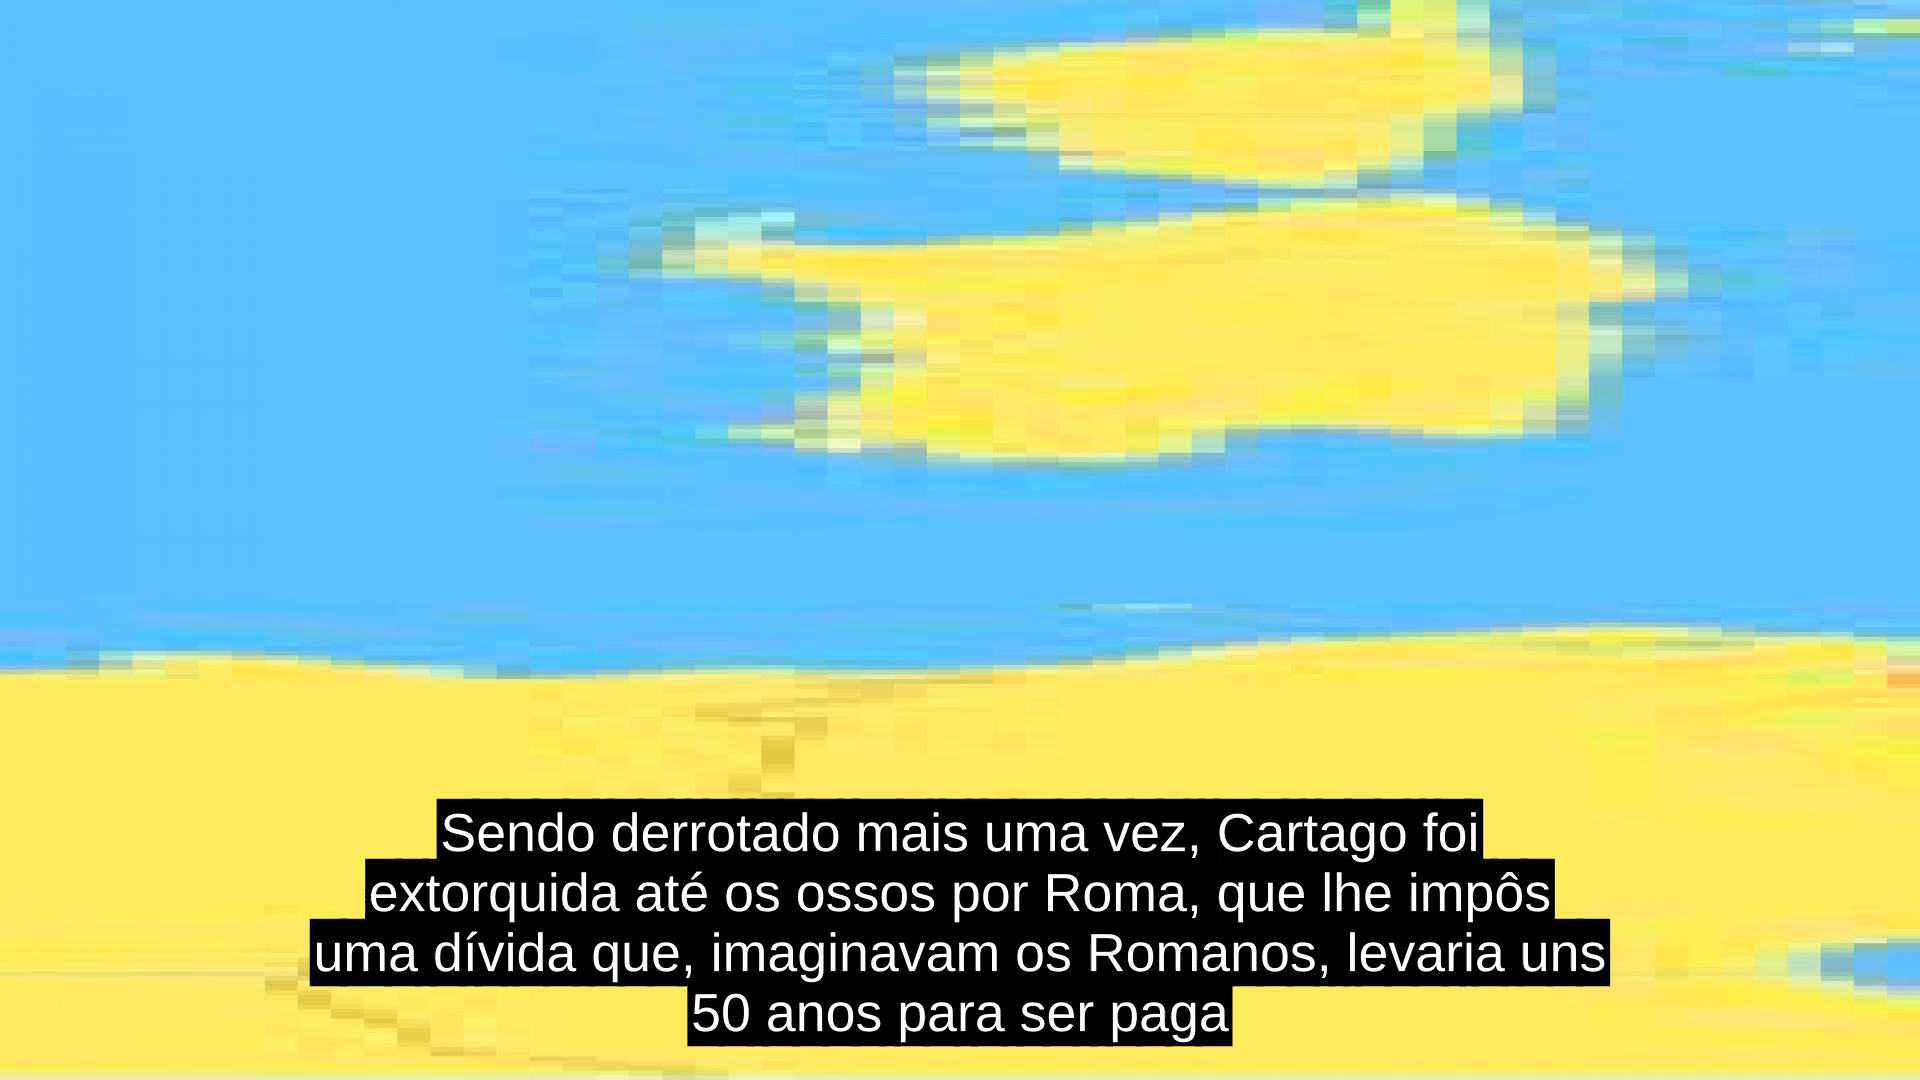 Sendo derrotado mais uma vez, Cartago foi
extorquida até os ossos por Roma, que lhe impôs
uma dívida que, imaginavam os Romanos, levaria uns
50 anos para ser paga